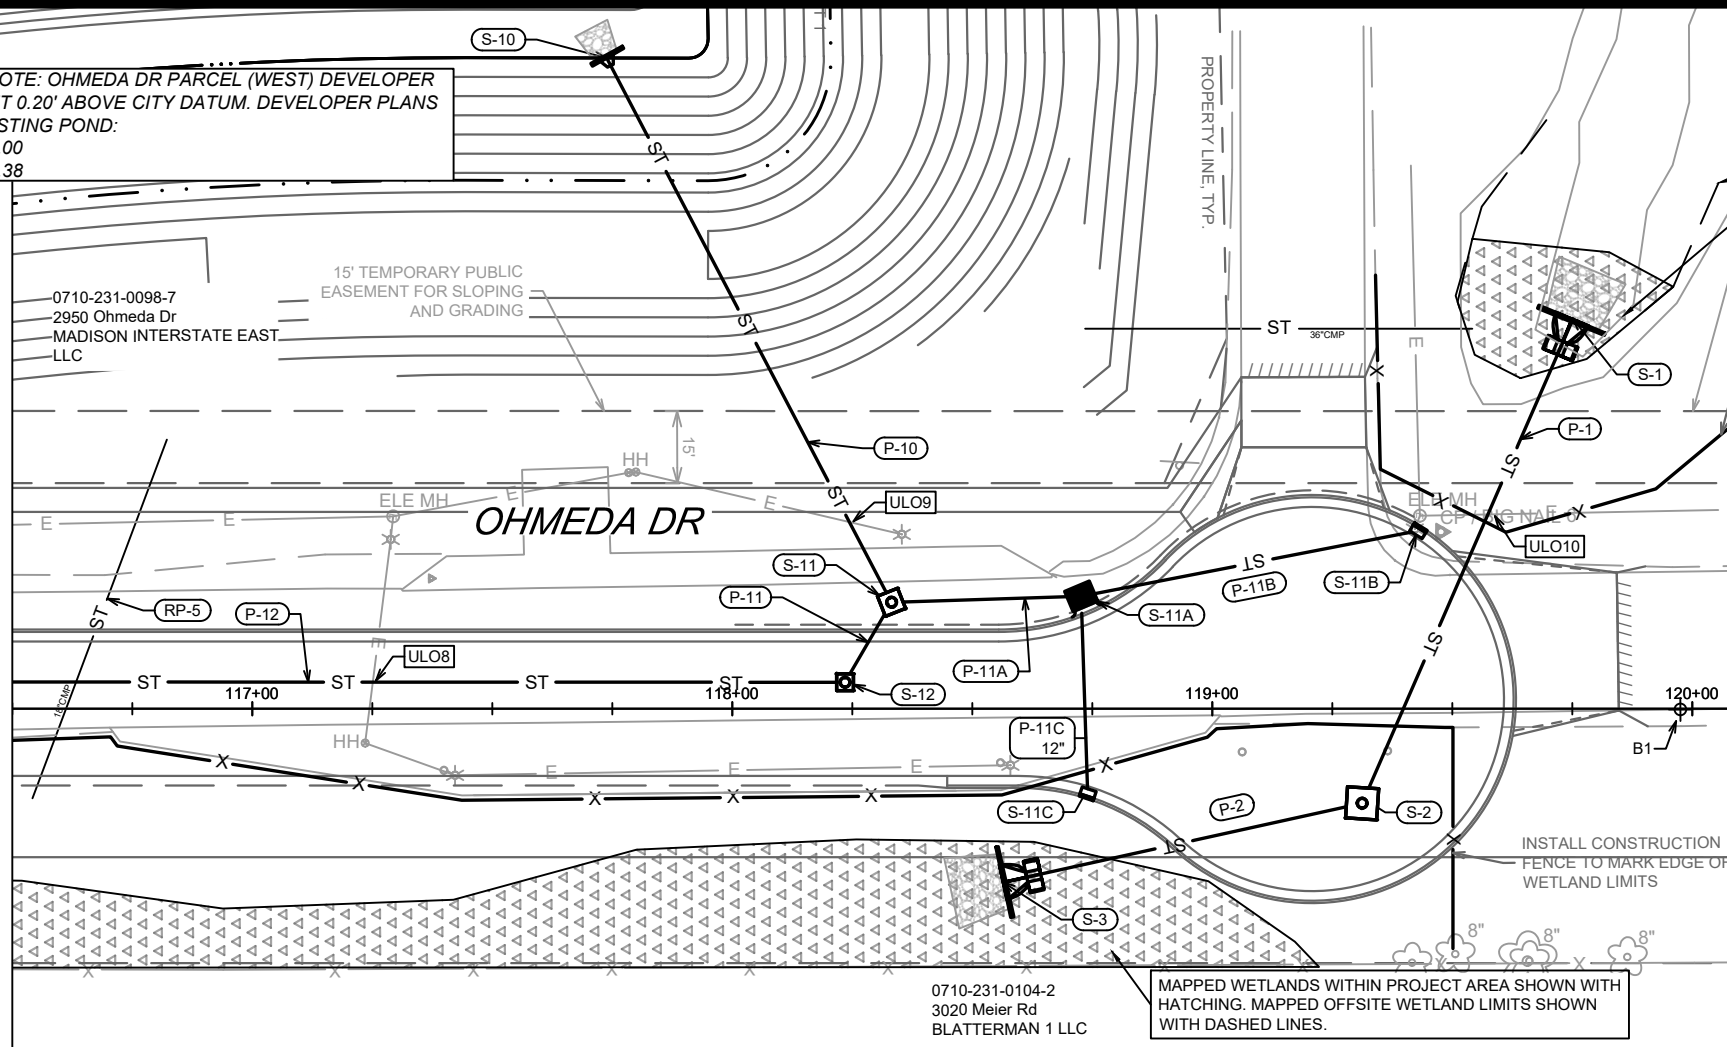 S-10
OTE: OHMEDA DR PARCEL (WEST) DEVELOPER
T 0.20' ABOVE CITY DATUM. DEVELOPER PLANS
STING POND:
00
38
ST
PROPERTY LINE, TYP.
15' TEMPORARY PUBLIC
EASEMENT FOR SLOPING
AND GRADING
0710-231-0098-7
2950 Ohmeda Dr
MADISON INTERSTATE EAST
LLC
ST
ST
36"CMP
E
X
S-1
P-1
P-10
15'
HH
ST
ST
ELE MH
E
E
ULO9
ELE MH
X
CP / BIG NAIL
X
E
E
OHMEDA DR
ULO10
S-11
ST
P-11B
S-11B
P-11
RP-5
P-12
ST
S-11A
E
ULO8
ST
P-11A
ST
ST
ST
ST
S-12
18"CMP
117+00
118+00
119+00
120+00
P-11C
12"
HH
B1
X
X
E
E
E
X
X
X
X
S-11C
P-2
S-2
ST
X
INSTALL CONSTRUCTION
FENCE TO MARK EDGE OF
WETLAND LIMITS
S-3
8"
8"
8"
X
X
X
X
X
X
X
X
X
X
X
0710-231-0104-2
3020 Meier Rd
BLATTERMAN 1 LLC
MAPPED WETLANDS WITHIN PROJECT AREA SHOWN WITH
HATCHING. MAPPED OFFSITE WETLAND LIMITS SHOWN
WITH DASHED LINES.